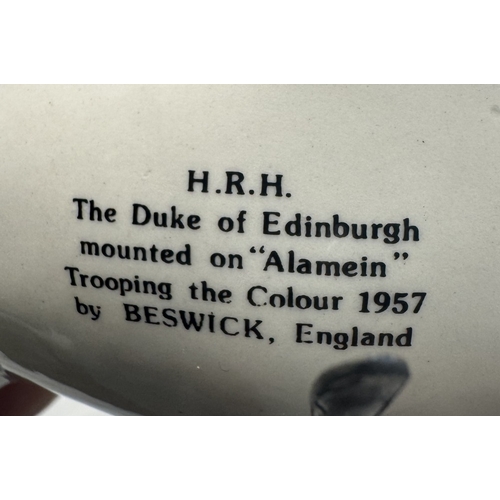 H.R.H.
The Duke of Edinburgh
mounted on "Alamein"
Trooping the Colour 1957
by BESWICK, England